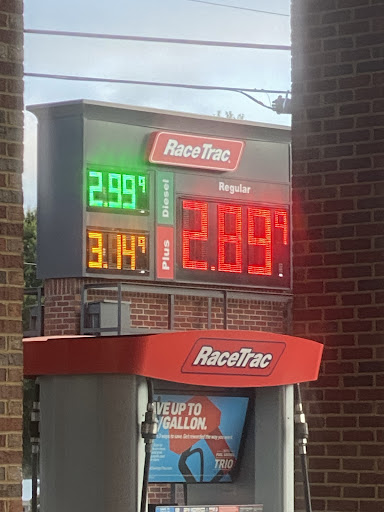 RaceTrac
Regular
2.99 9
Diesel
2.89 9
3.14 9
Plus
RaceTrac
AVE UP TO
/GALLON.
TRIO